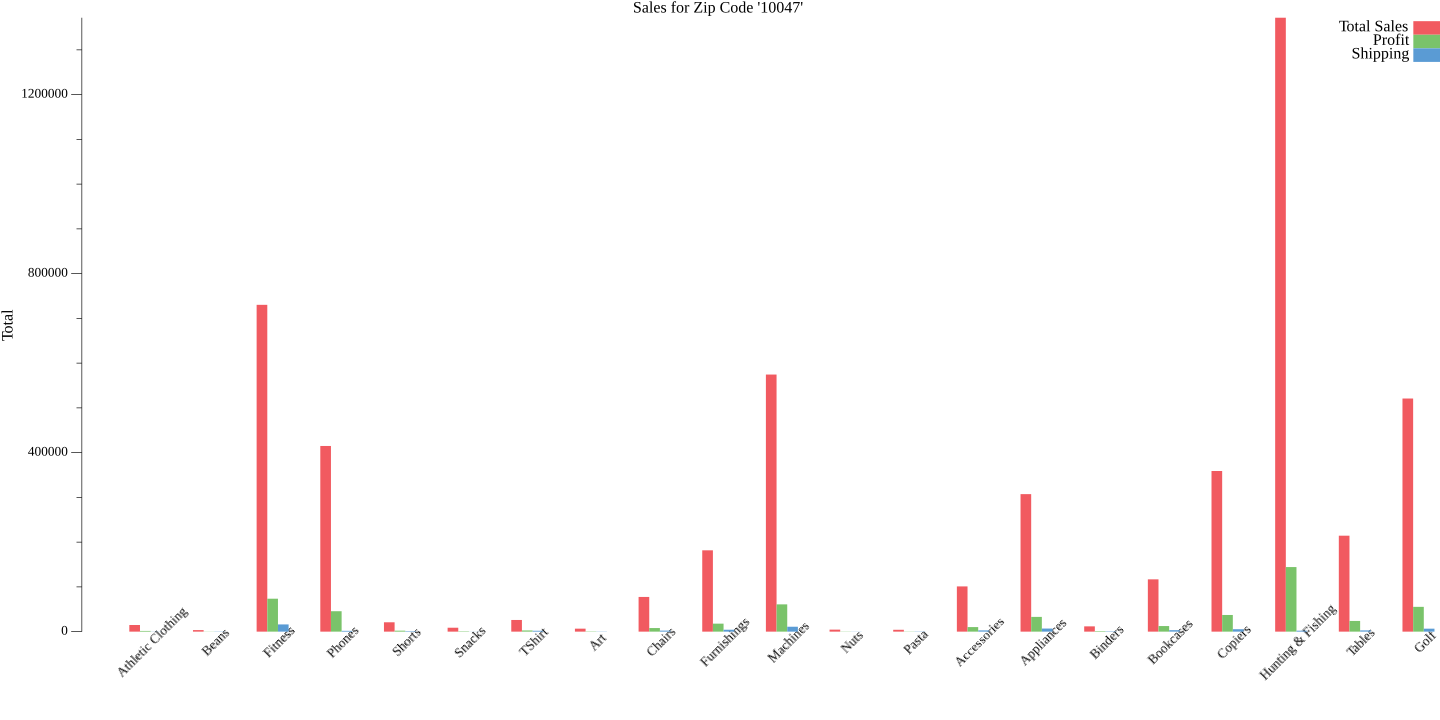 Sales for Zip Code '10047'
Total Sales
Profit
Shipping
1200000
800000
400000
0
Total
Athletic Clothing
Beans
Fitness
Phones
Shorts
Snacks
TShirt
Art
Chairs
Furnishings
Machines
Nuts
Pasta
Accessories
Appliances
Binders
Bookcases
Copiers
Hunting & Fishing
Tables
Golf